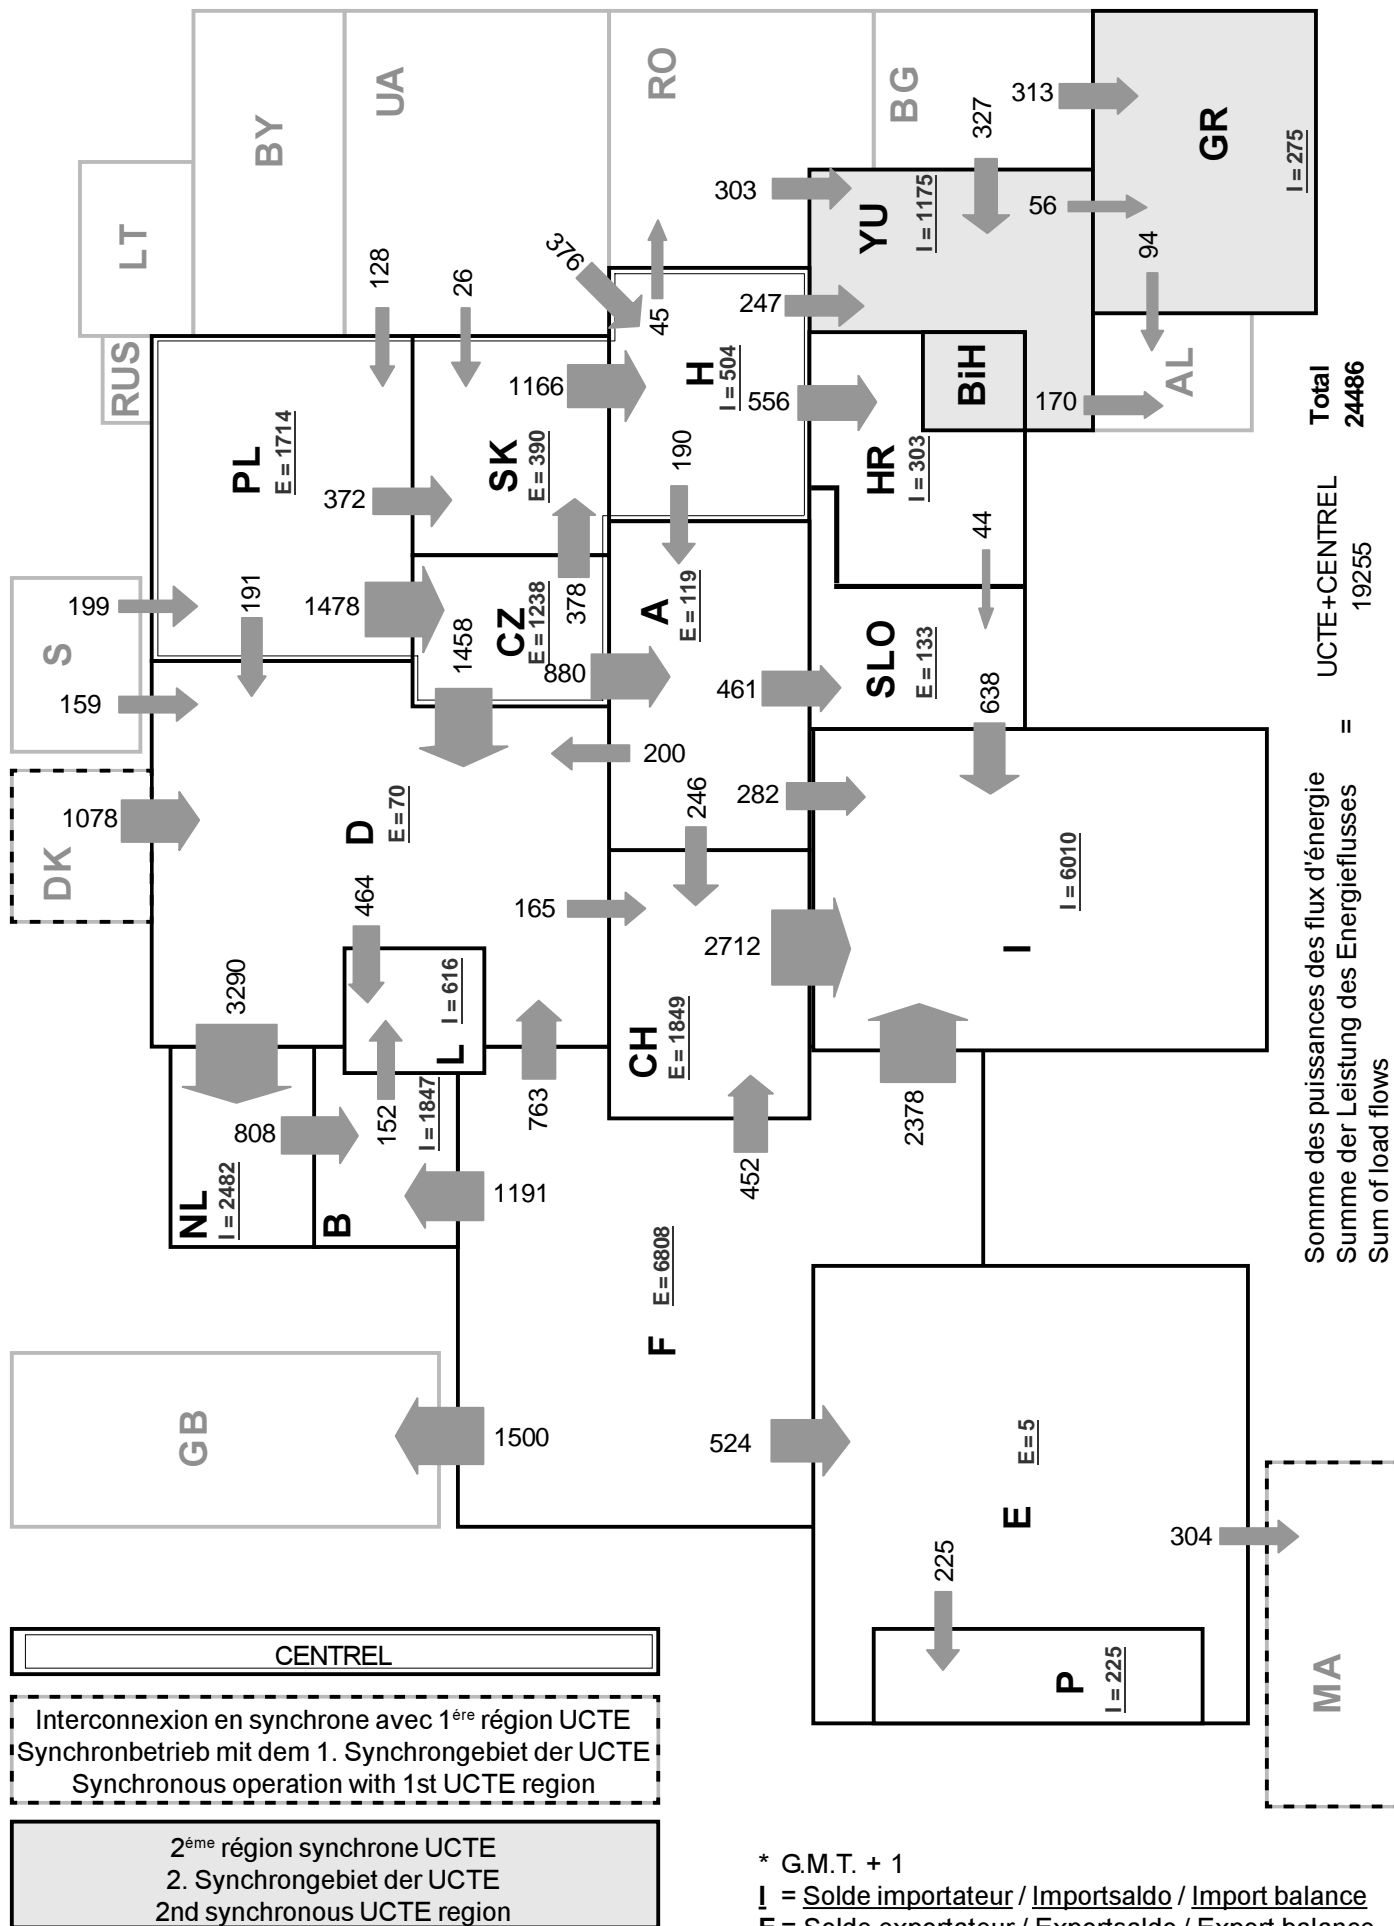 LT
BY
UA
RO
BG
RUS
GR
I = 275
313
327
303
YU
I = 1175
56
94
128
26
376
45
247
S
199
159
191
PL
E = 1714
372
1478
SK
E = 390
1166
H
I = 504
556
BiH
170
AL
HR
I = 303
190
44
CZ
E = 1238
378
1458
880
A
E = 119
461
SLO
E = 133
638
200
246
282
DK
1078
D
E = 70
464
165
2712
I
I = 6010
3290
L
I = 616
CH
E = 1849
NL
I = 2482
808
152
I = 1847
B
1191
763
452
2378
GB
1500
F
E = 6808
524
E
E = 5
225
304
P
I = 225
MA
Somme des puissances des flux d'énergie
Summe der Leistung des Energieflusses = UCTE+CENTREL Total
Sum of load flows 19255 24486
CENTREL
Interconnexion en synchrone avec 1ére région UCTE
Synchronbetrieb mit dem 1. Synchrongebiet der UCTE
Synchronous operation with 1st UCTE region
2éme région synchrone UCTE
2. Synchrongebiet der UCTE
2nd synchronous UCTE region
* G.M.T. + 1
I = Solde importateur / Importsaldo / Import balance
E = Solde exportateur / Exportsaldo / Export balance